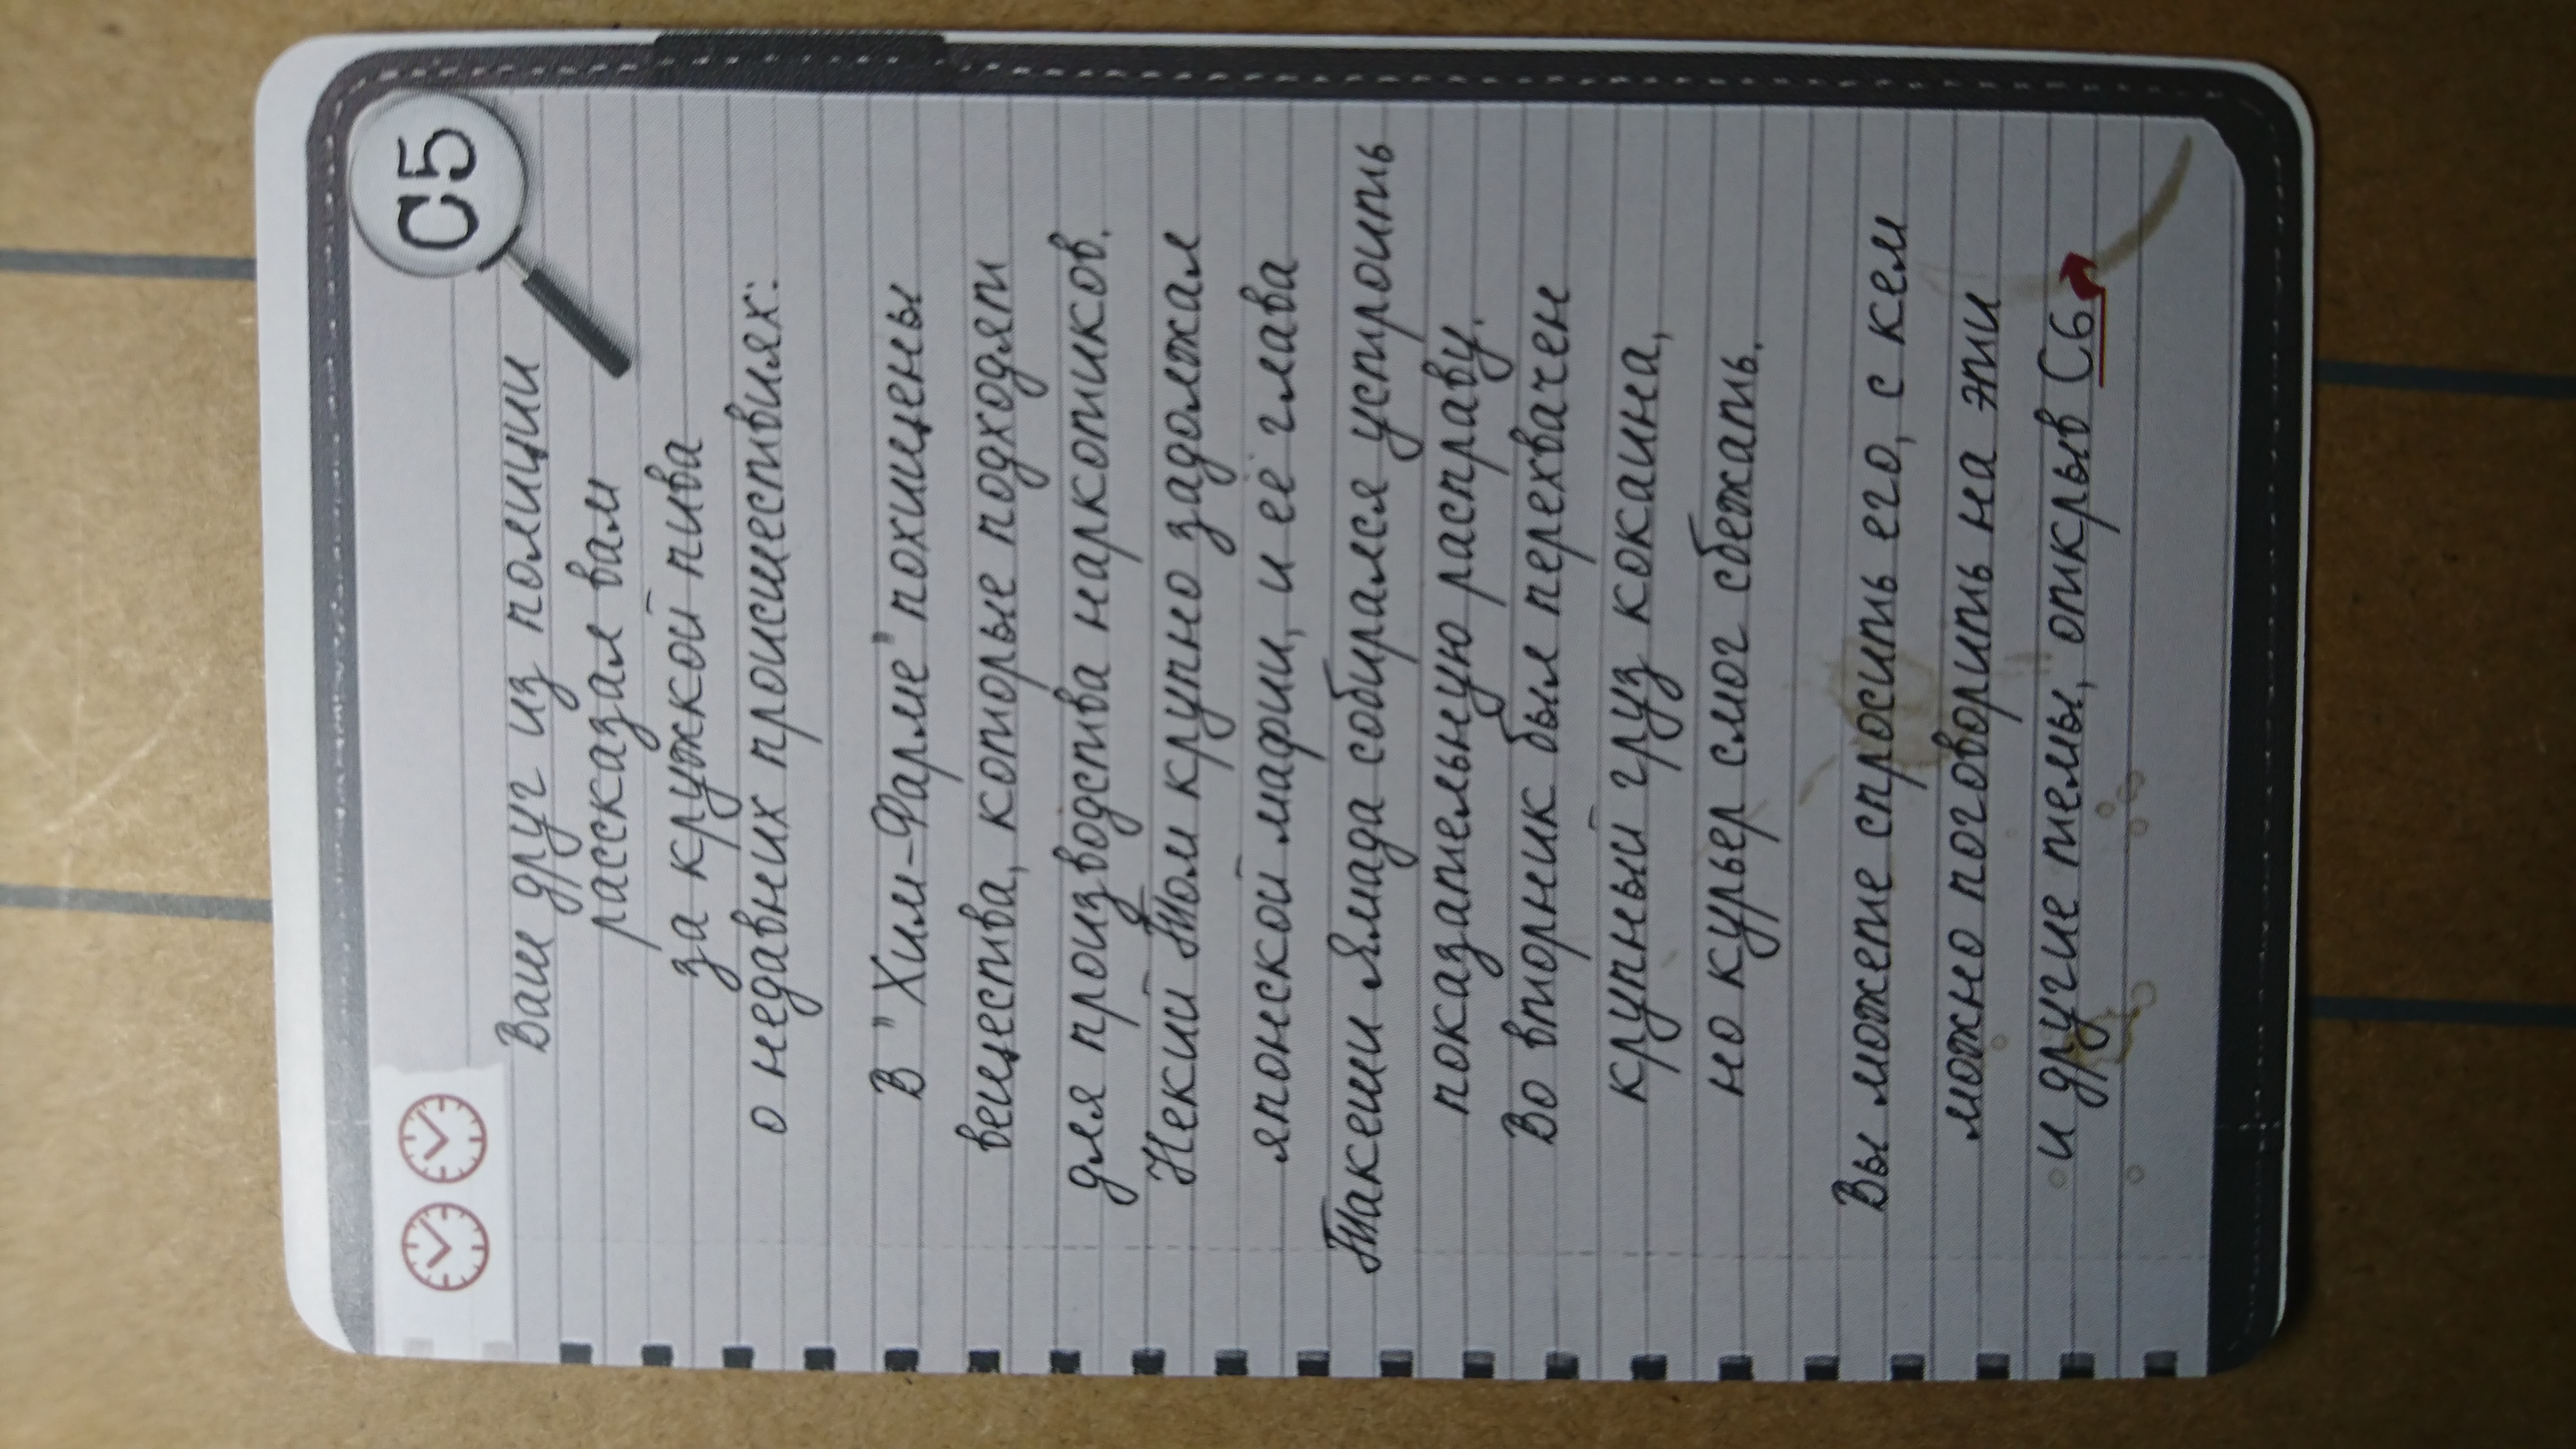 С5
Ваш друг из полиции
рассказал вам
за кружкой пива
о недавних происшествиях:
В "Хим-Фарме" похищены
вещества, которые подходят
для производства наркотиков.
Некий Том крупно задолжал
японской мафии, и её глава
Такеши Ямада собирался устроить
показательную расправу.
Во вторник был перехвачен
крупный груз кокаина,
но курьер смог сбежать.
Вы можете спросить его, с кем
можно поговорить на эти
и другие темы, открыв С6